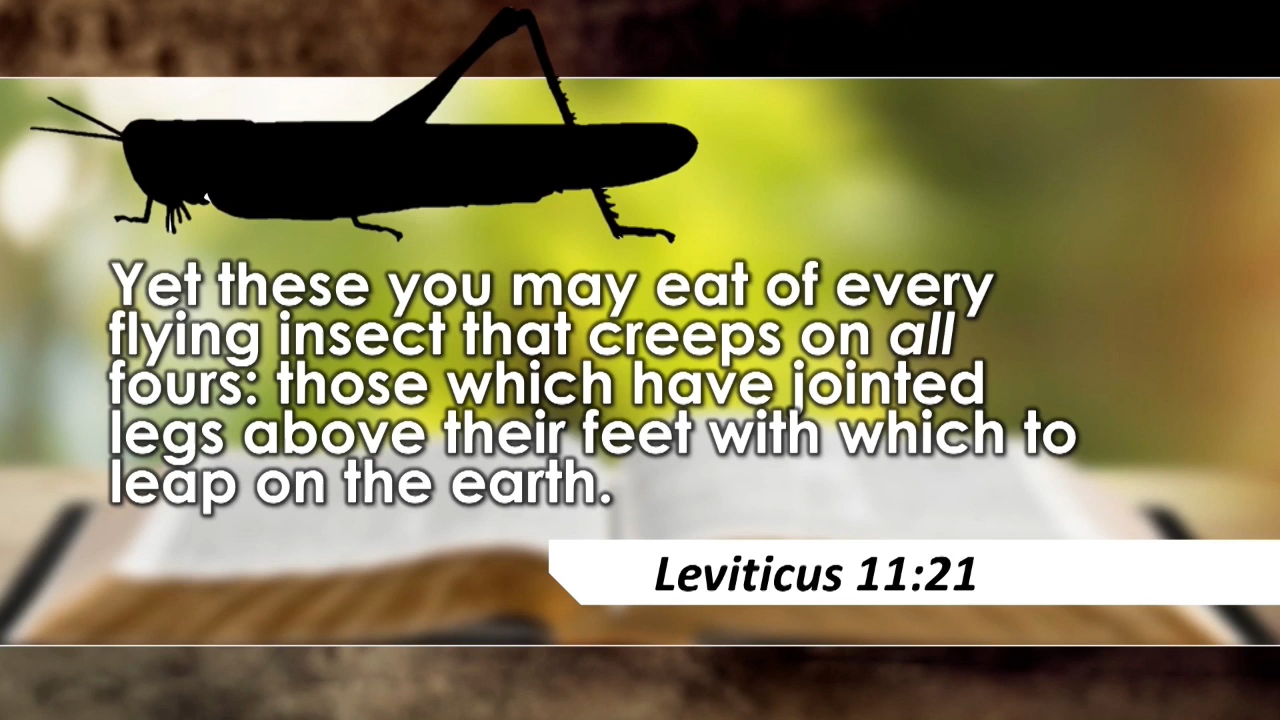 Yet these you may eat of every
flying insect that creeps on all
fours: those which have jointed
legs above their feet with which to
leap on the earth.
Leviticus 11:21